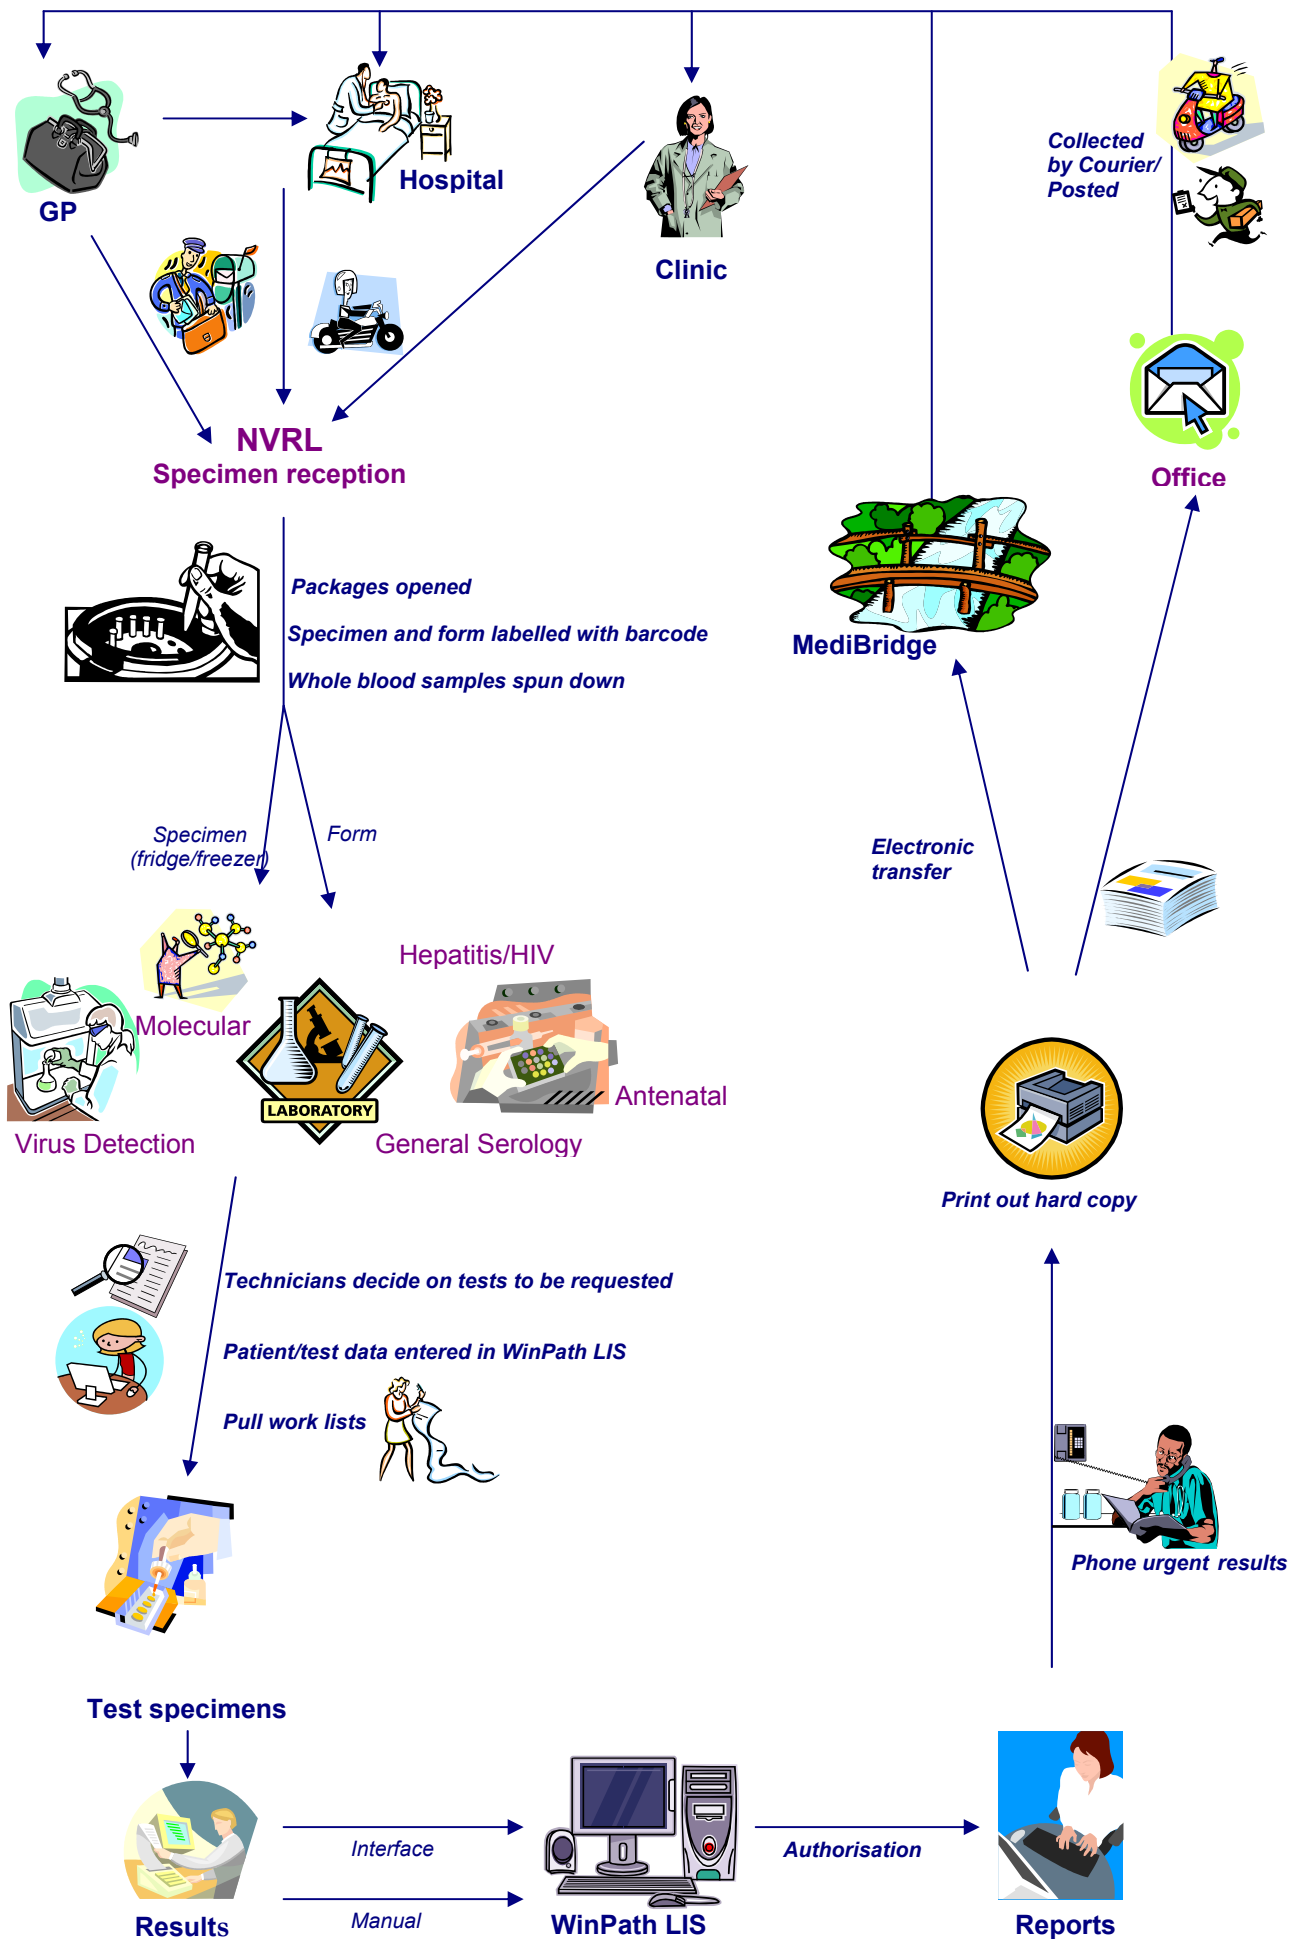 Collected
by Courier/
Posted
GP
Hospital
Clinic
NVRL
Specimen reception
Office
Packages opened
Specimen and form labelled with barcode
Whole blood samples spun down
MediBridge
Specimen
(fridge/freezer)
Form
Electronic
transfer
Hepatitis/HIV
Molecular
LABORATORY
Antenatal
Virus Detection
General Serology
Print out hard copy
Technicians decide on tests to be requested
Patient/test data entered in WinPath LIS
Pull work lists
Phone urgent results
Test specimens
Interface
Authorisation
Manual
Results
WinPath LIS
Reports